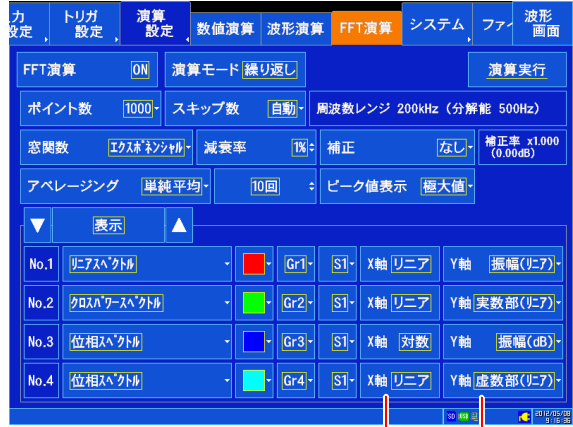 力 トリガ 演算 数値演算 波形演算 FFT演算 システム ファイ 波形
設定 設定 設定 画面
FFT演算 ON 演算モード 繰り返し 演算実行
ポイント数 1000 スキップ数 自動 周波数レンジ 200kHz (分解能 500Hz)
窓関数 エクスポネンシャル 減衰率 1% 補正 なし 補正率 x1.000
(0.00dB)
アベレージング 単純平均 10回 ピーク値表示 極大値
表示
No.1 リニアスペクトル Gr1 S1 X軸 リニア Y軸 振幅(リニア)
No.2 クロスパワースペクトル Gr2 S1 X軸 リニア Y軸 実数部(リニア)
No.3 位相スペクトル Gr3 S1 X軸 対数 Y軸 振幅(dB)
No.4 位相スペクトル Gr4 S1 X軸 リニア Y軸 虚数部(リニア)
SD USB 2012/05/08
9:16:36